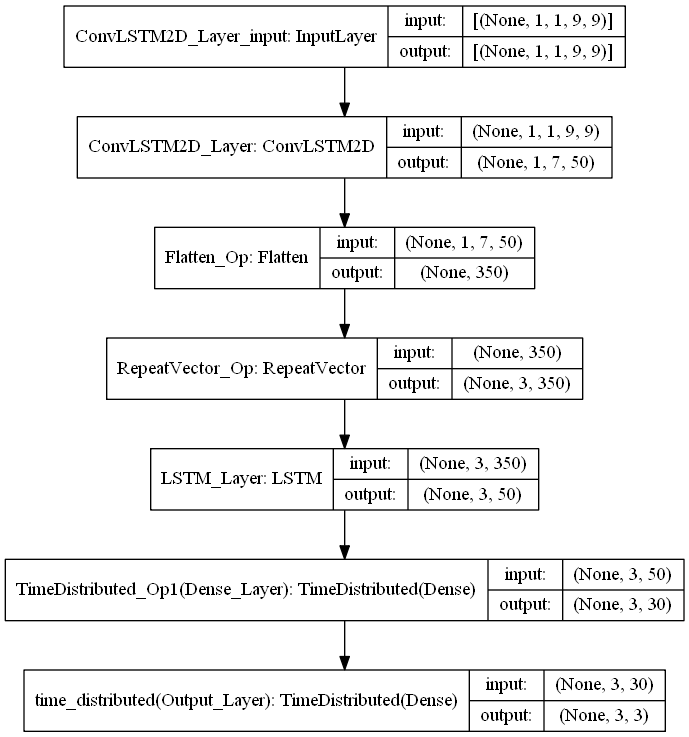 ConvLSTM2D_Layer_input: InputLayer
input: [(None, 1, 1, 9, 9)]
output: [(None, 1, 1, 9, 9)]
ConvLSTM2D_Layer: ConvLSTM2D
input: (None, 1, 1, 9, 9)
output: (None, 1, 7, 50)
Flatten_Op: Flatten
input: (None, 1, 7, 50)
output: (None, 350)
RepeatVector_Op: RepeatVector
input: (None, 350)
output: (None, 3, 350)
LSTM_Layer: LSTM
input: (None, 3, 350)
output: (None, 3, 50)
TimeDistributed_Op1(Dense_Layer): TimeDistributed(Dense)
input: (None, 3, 50)
output: (None, 3, 30)
time_distributed(Output_Layer): TimeDistributed(Dense)
input: (None, 3, 30)
output: (None, 3, 3)